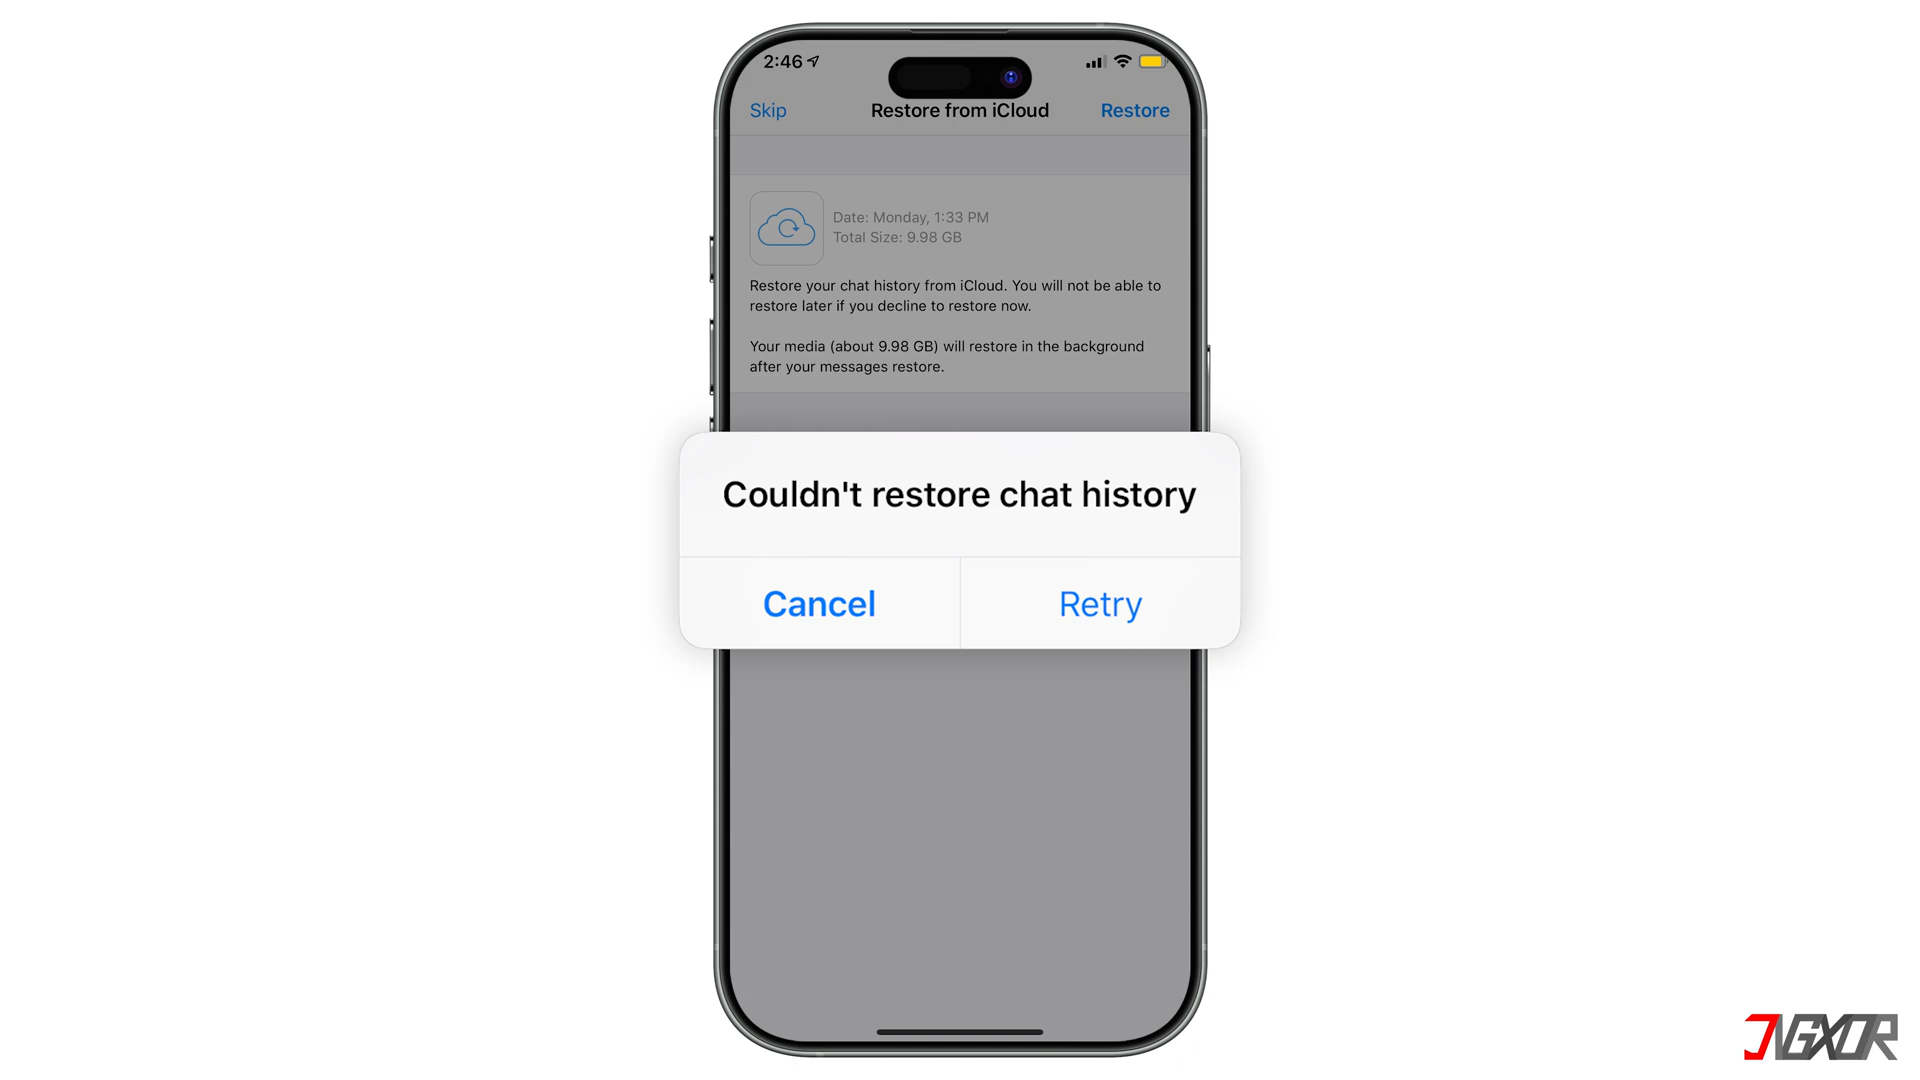 2:46
Skip Restore from iCloud Restore
Date: Monday, 1:33 PM
Total Size: 9.98 GB
Restore your chat history from iCloud. You will not be able to
restore later if you decline to restore now.
Your media (about 9.98 GB) will restore in the background
after your messages restore.
Couldn't restore chat history
Cancel Retry
JIGXOR